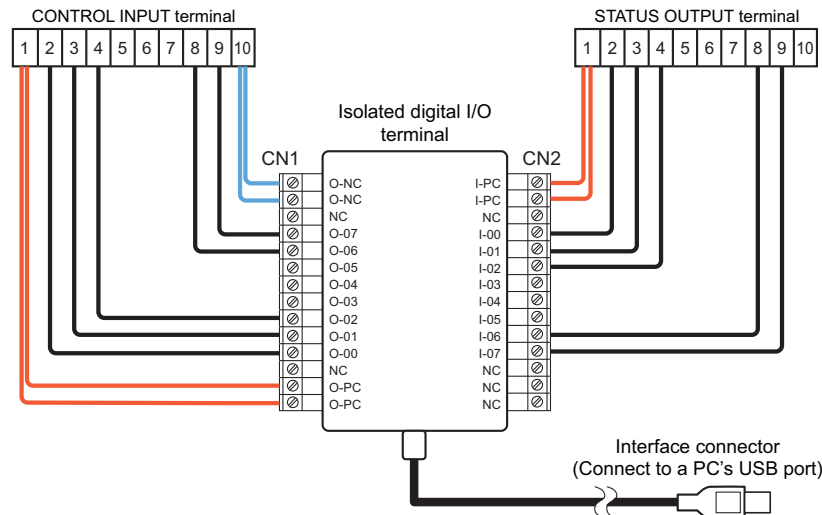 CONTROL INPUT terminal
STATUS OUTPUT terminal
1 2 3 4 5 6 7 8 9 10
1 2 3 4 5 6 7 8 9 10
Isolated digital I/O
terminal
CN1
CN2
O-NC I-PC
O-NC I-PC
NC NC
O-07 I-00
O-06 I-01
O-05 I-02
O-04 I-03
O-03 I-04
O-02 I-05
O-01 I-06
O-00 I-07
NC NC
O-PC NC
O-PC NC
Interface connector
(Connect to a PC's USB port)